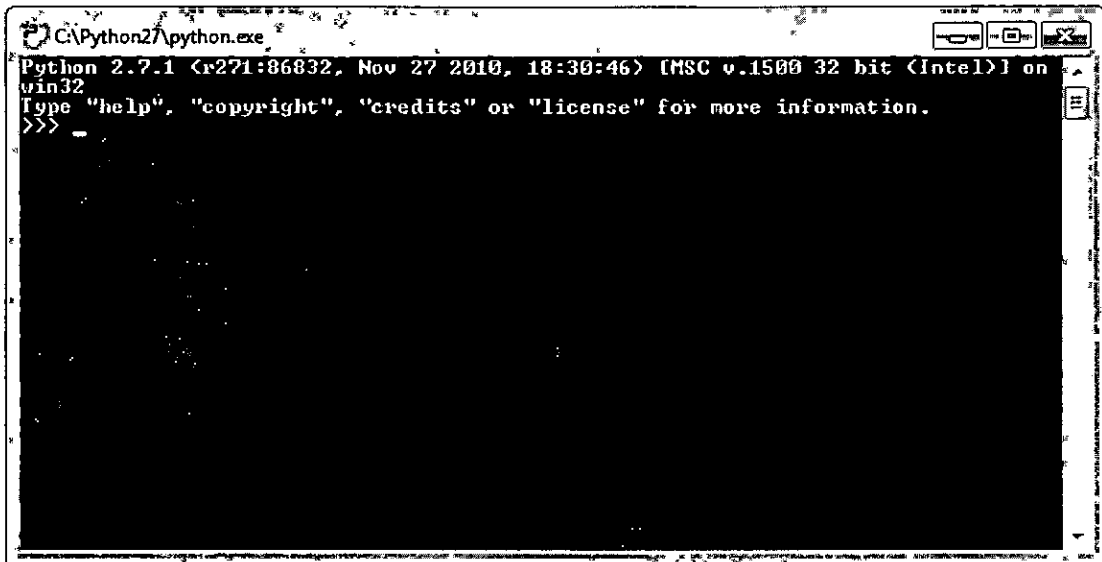 C:\Python27\python.exe
Python 2.7.1 (r271:86832, Nov 27 2010, 18:30:46) [MSC v.1500 32 bit (Intel)] on
win32
Type "help", "copyright", "credits" or "license" for more information.
>>> _